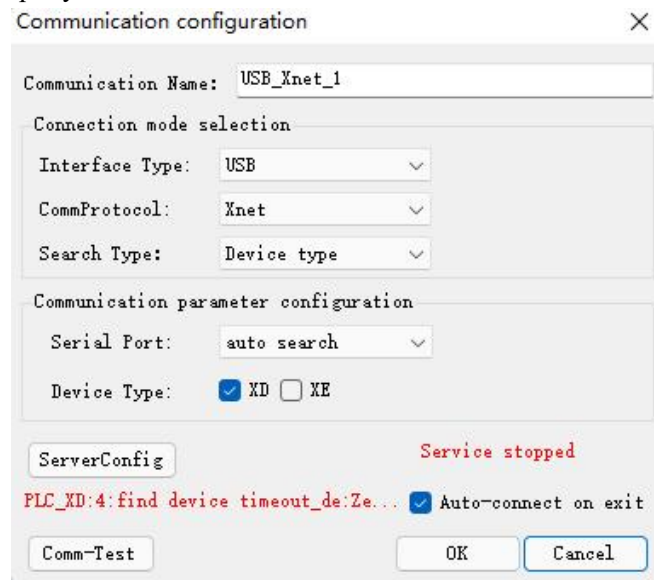 Communication configuration
Communication Name: USB_Xnet_1
Connection mode selection
Interface Type: USB
CommProtocol: Xnet
Search Type: Device type
Communication parameter configuration
Serial Port: auto search
Device Type: XD XE
ServerConfig Service stopped
PLC_XD:4:find device timeout_de:Ze... Auto-connect on exit
Comm-Test OK Cancel